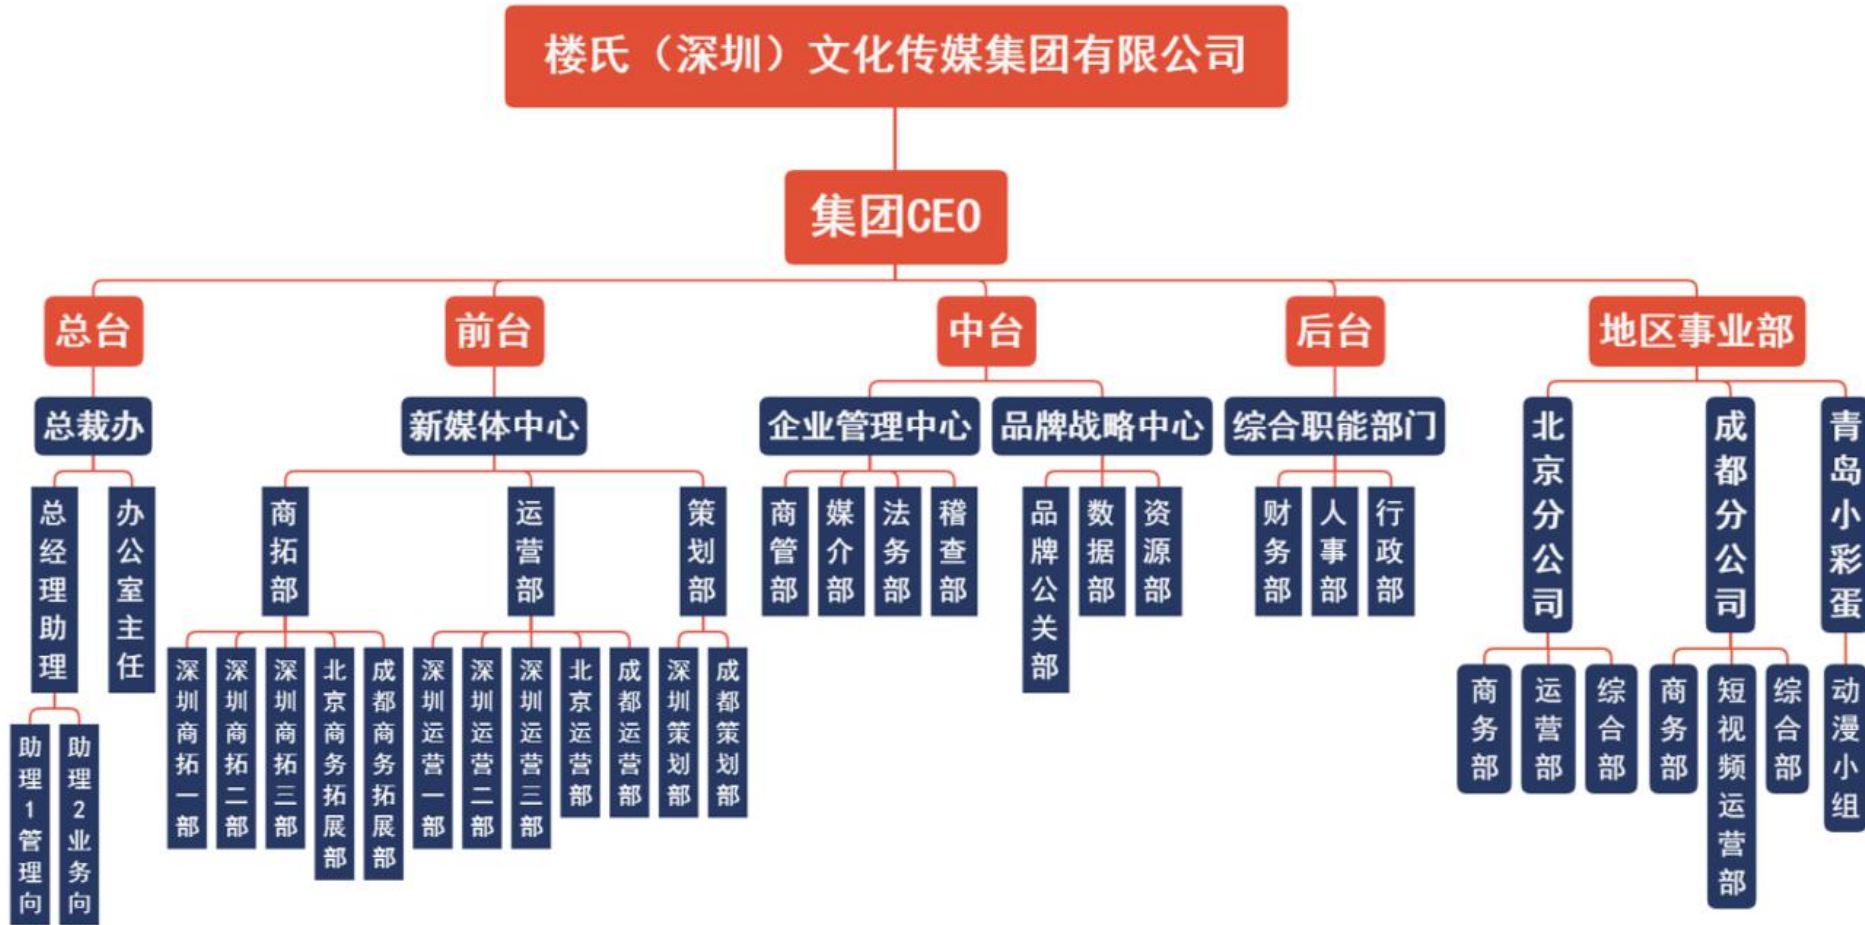 楼氏（深圳）文化传媒集团有限公司
集团CEO
总台
前台
中台
后台
地区事业部
总裁办
新媒体中心
企业管理中心
品牌战略中心
综合职能部门
北京分公司
成都分公司
青岛小彩蛋
总经理助理
办公室主任
商拓部
运营部
策划部
商管部
媒介部
法务部
稽查部
品牌公关部
数据部
资源部
财务部
人事部
行政部
深圳商拓一部
深圳商拓二部
深圳商拓三部
北京商务拓展部
成都商务拓展部
深圳运营一部
深圳运营二部
深圳运营三部
北京运营部
成都运营部
深圳策划部
成都策划部
商务部
运营部
综合部
商务部
短视频运营部
综合部
动漫小组
助理1管理向
助理2业务向